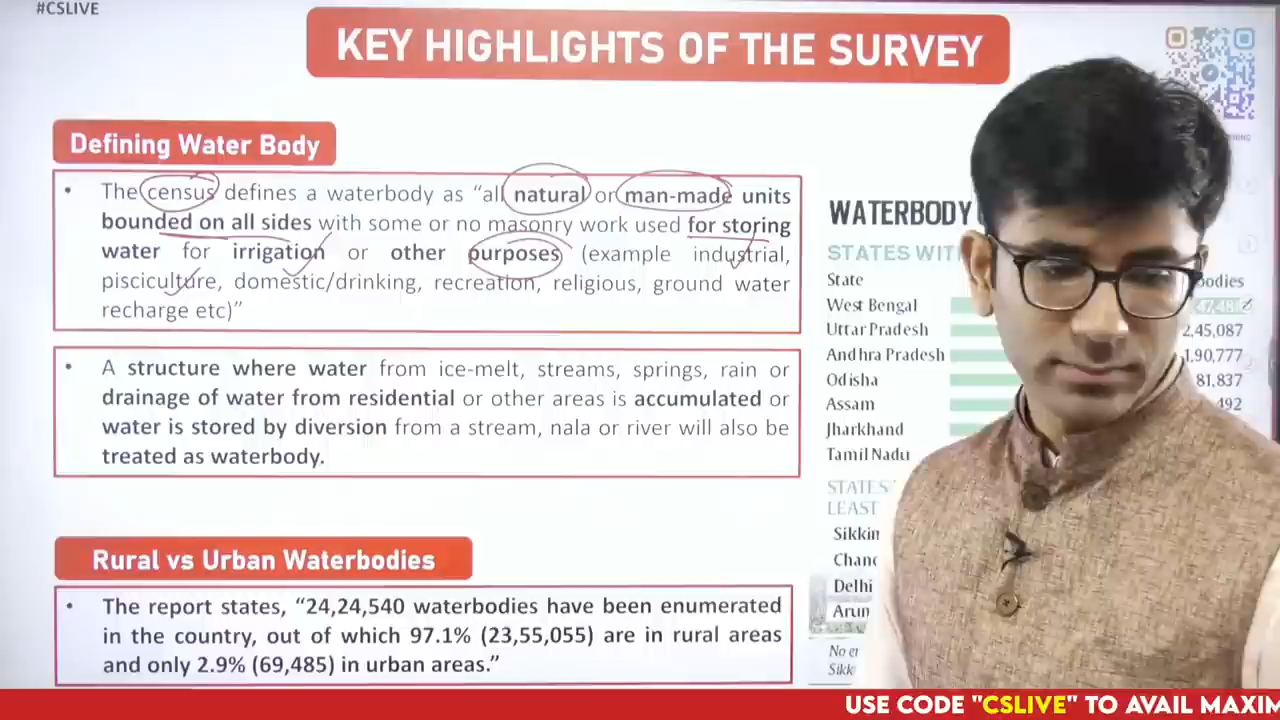 #CSLIVE
KEY HIGHLIGHTS OF THE SURVEY
Defining Water Body
• The census defines a waterbody as “all natural or man-made units
bounded on all sides with some or no masonry work used for storing
water for irrigation or other purposes (example industrial,
pisciculture, domestic/drinking, recreation, religious, ground water
recharge etc)”
• A structure where water from ice-melt, streams, springs, rain or
drainage of water from residential or other areas is accumulated or
water is stored by diversion from a stream, nala or river will also be
treated as waterbody.
Rural vs Urban Waterbodies
• The report states, “24,24,540 waterbodies have been enumerated
in the country, out of which 97.1% (23,55,055) are in rural areas
and only 2.9% (69,485) in urban areas.”
WATERBODY
STATES
State
West Bengal
Uttar Pradesh 2,45,087
Andhra Pradesh 1,90,777
Odisha 81,837
Assam 492
Jharkhand
Tamil Nadu
STATES
LEAST
Delhi
USE CODE "CSLIVE" TO AVAIL